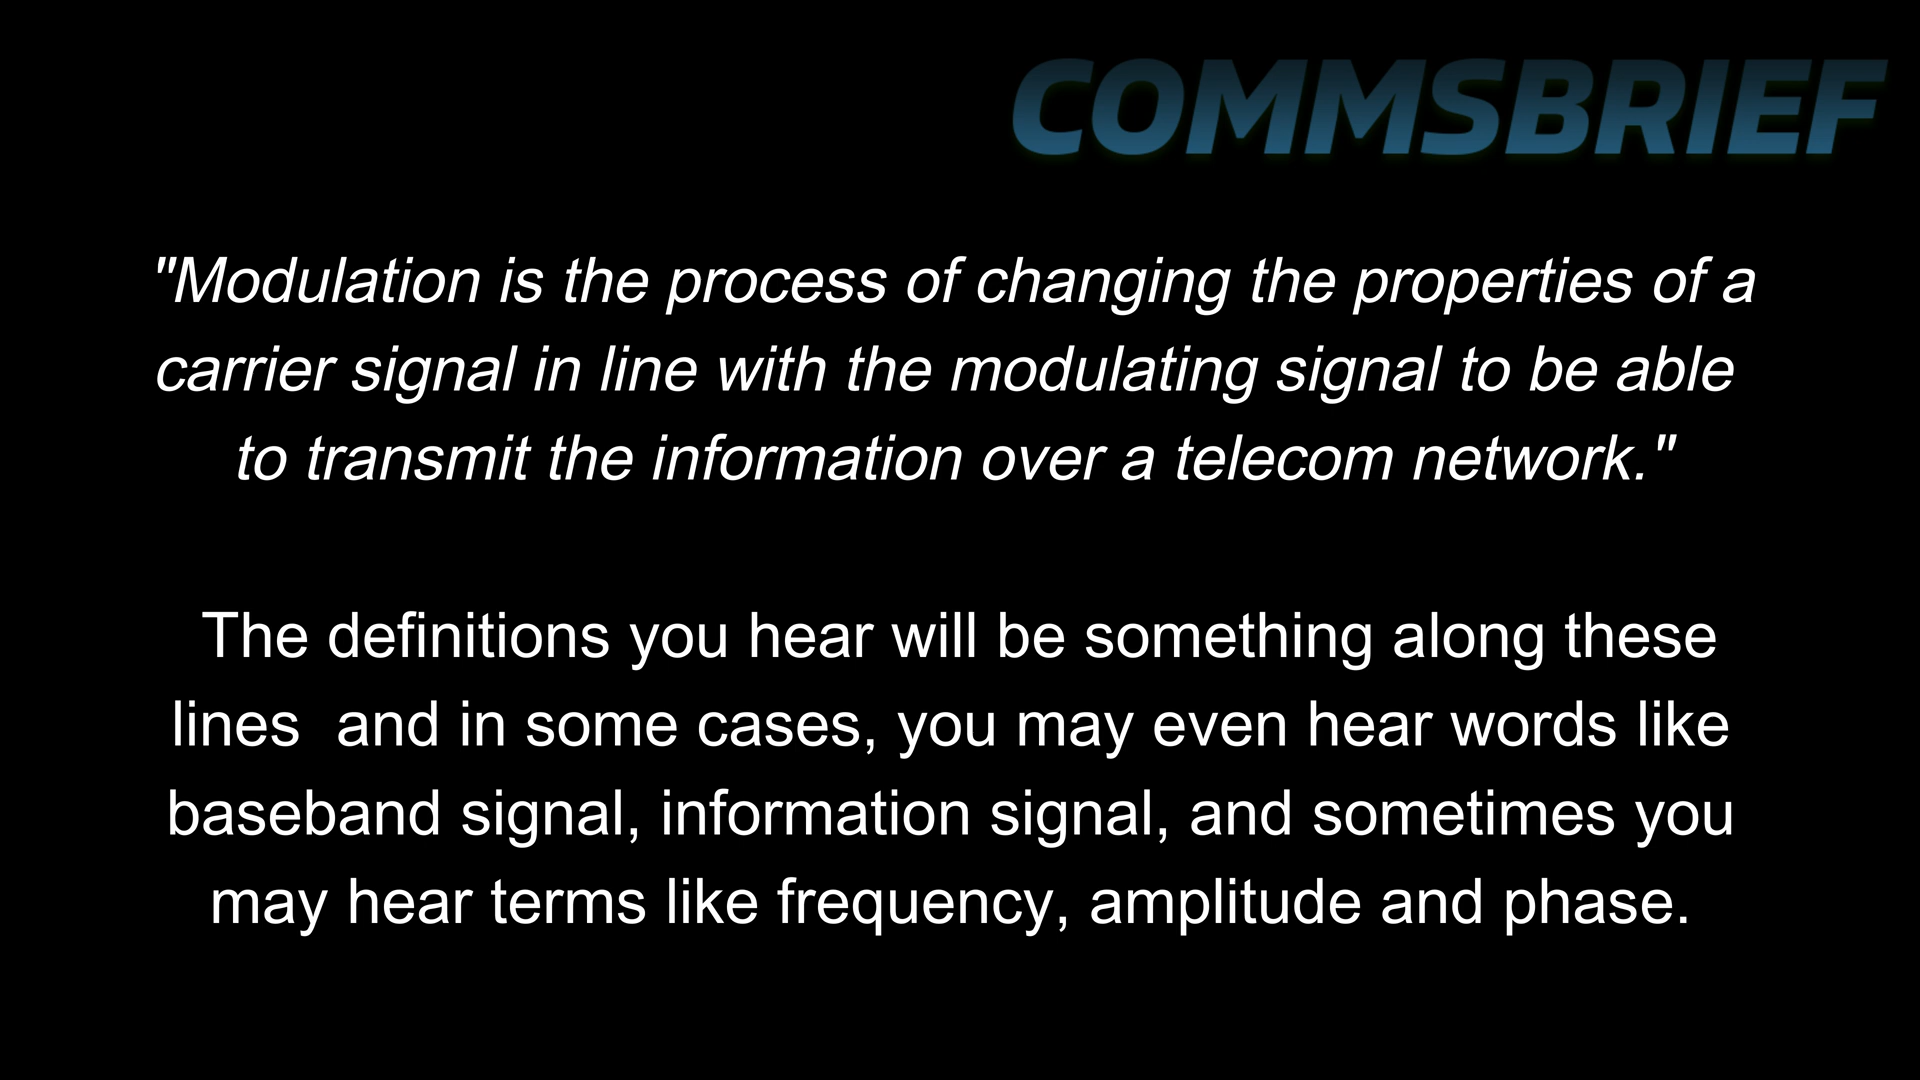 COMMSBRIEF
"Modulation is the process of changing the properties of a
carrier signal in line with the modulating signal to be able
to transmit the information over a telecom network."
The definitions you hear will be something along these
lines  and in some cases, you may even hear words like
baseband signal, information signal, and sometimes you
may hear terms like frequency, amplitude and phase.